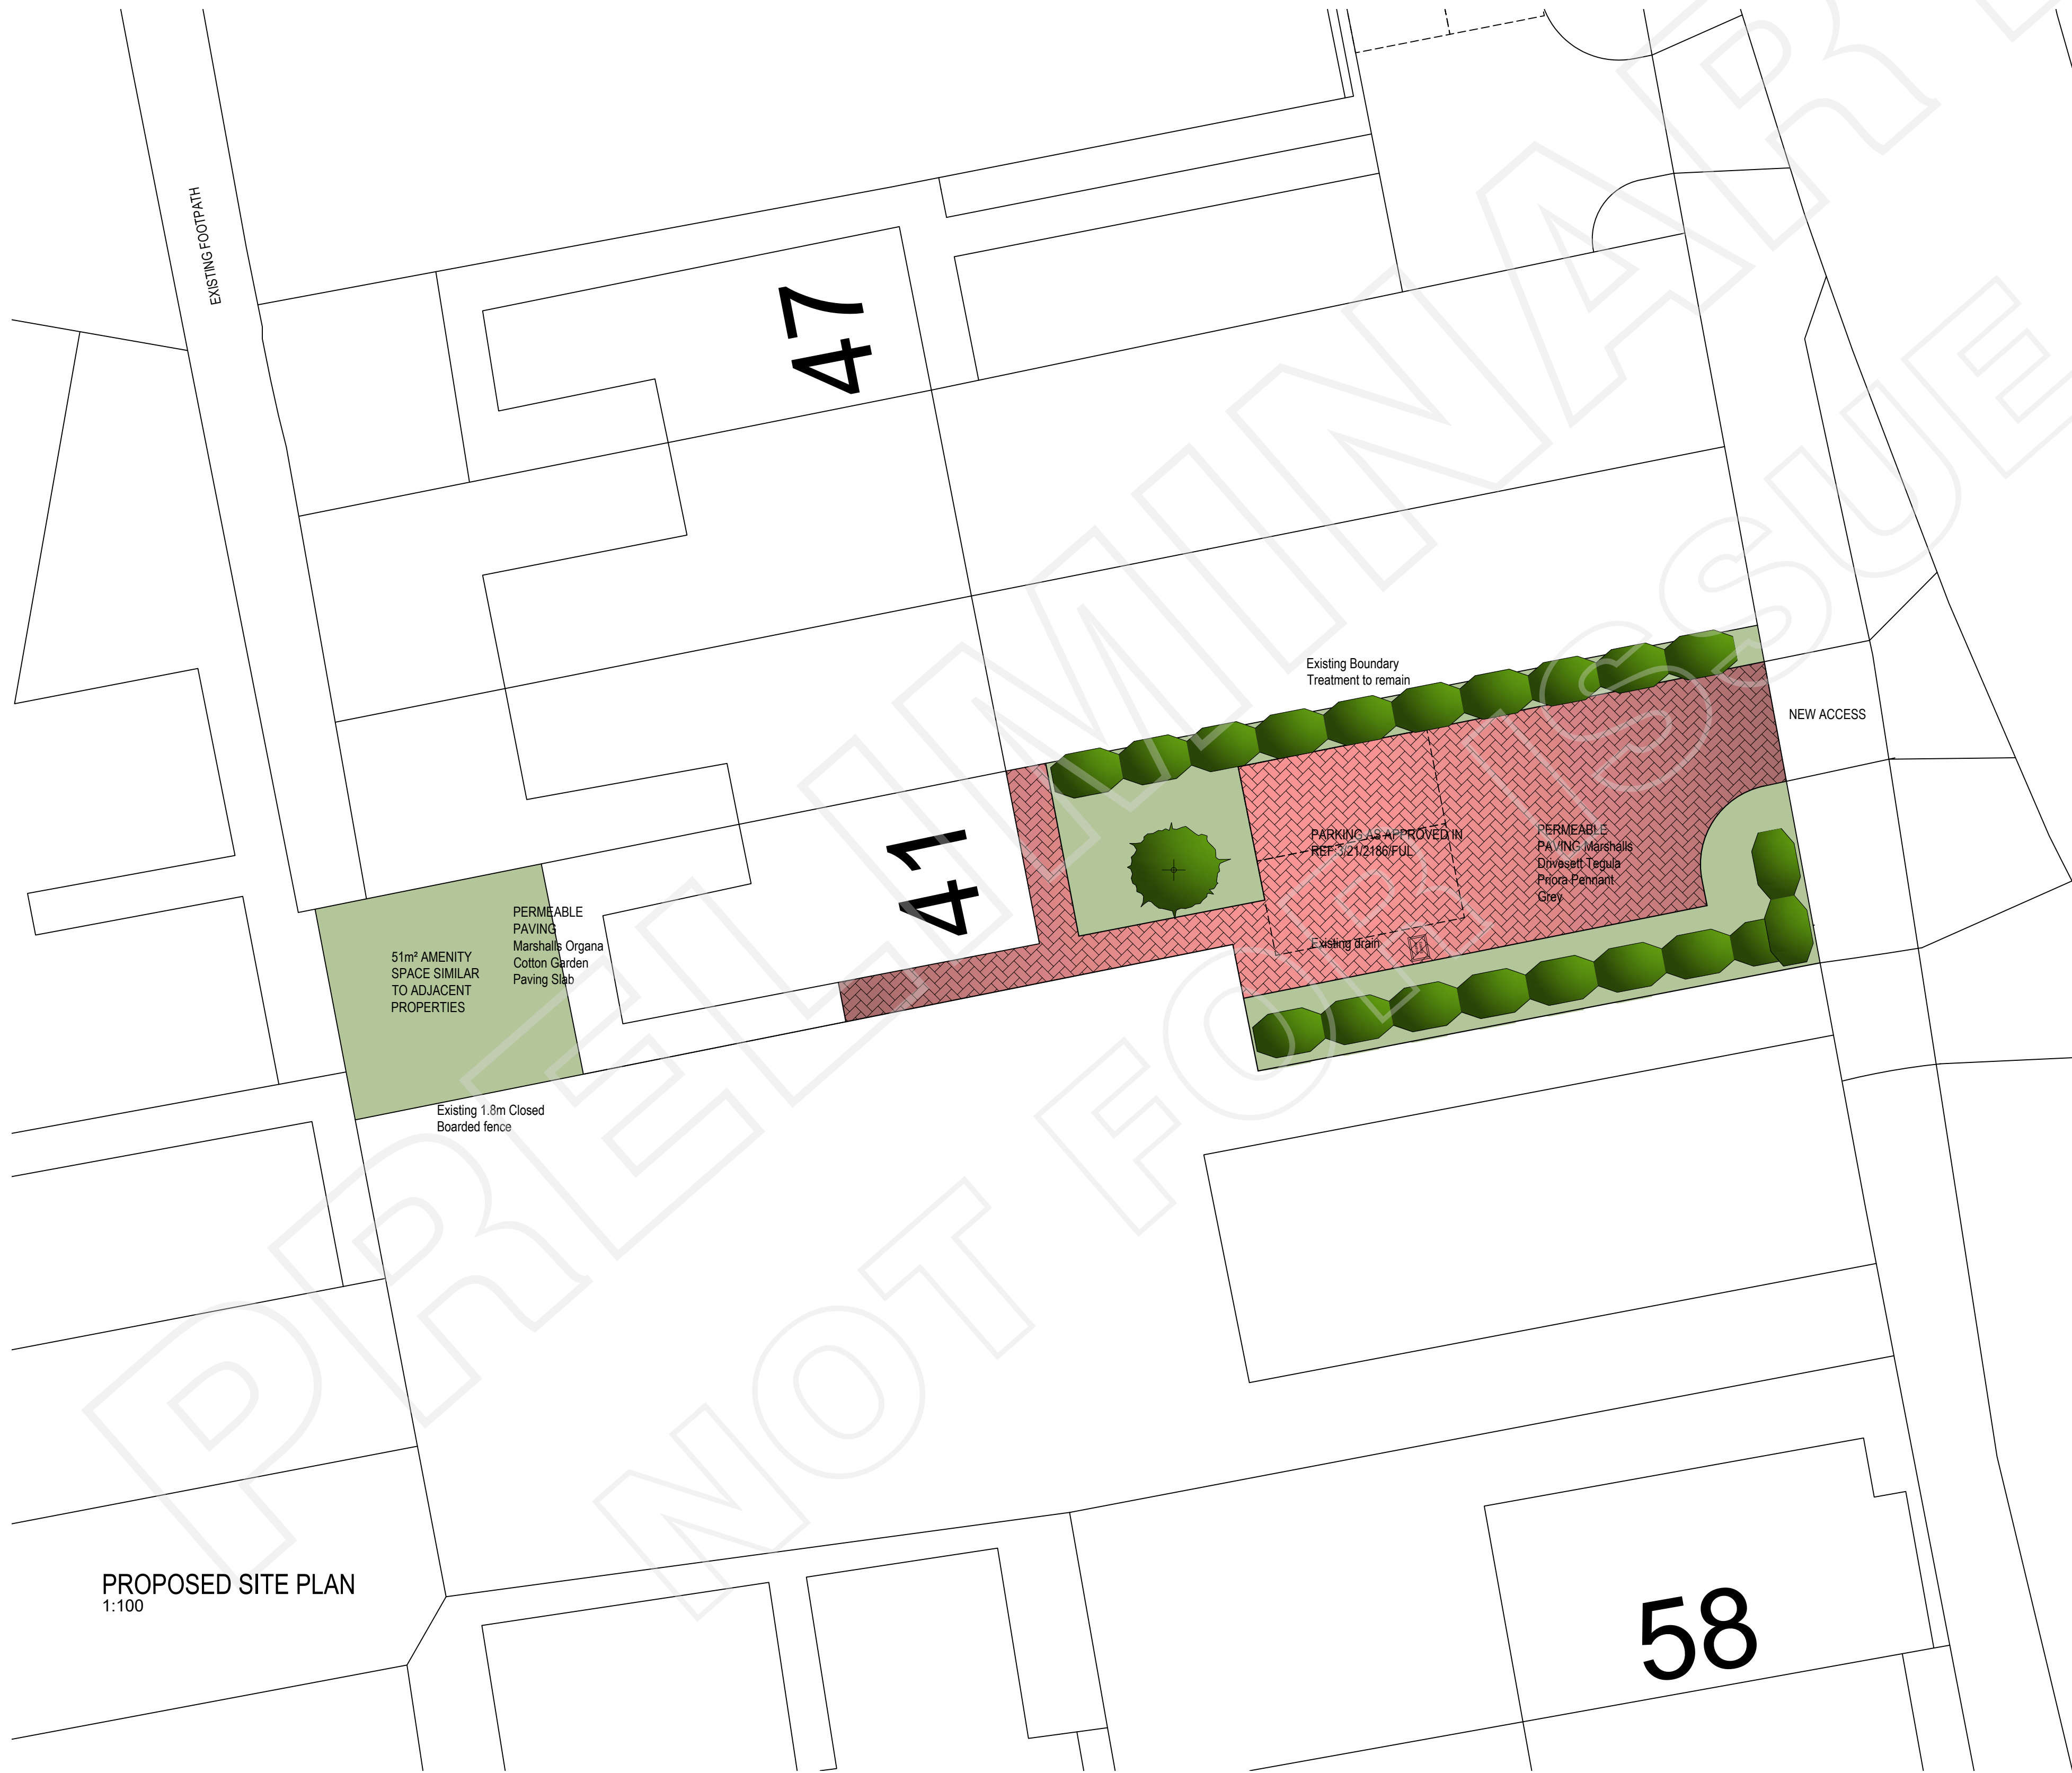 EXISTING FOOTPATH
47
Existing Boundary
Treatment to remain
NEW ACCESS
41
PARKING AS APPROVED IN
REF 3/21/2186/FUL
PERMEABLE
PAVING Marshalls
Drivesett Tegula
Priora Pennant
Grey
Existing drain
PERMEABLE
PAVING
Marshalls Organa
Cotton Garden
Paving Slab
51m² AMENITY
SPACE SIMILAR
TO ADJACENT
PROPERTIES
Existing 1.8m Closed
Boarded fence
PROPOSED SITE PLAN
1:100
58
PRELIMINAR
NOT FOR ISSUE